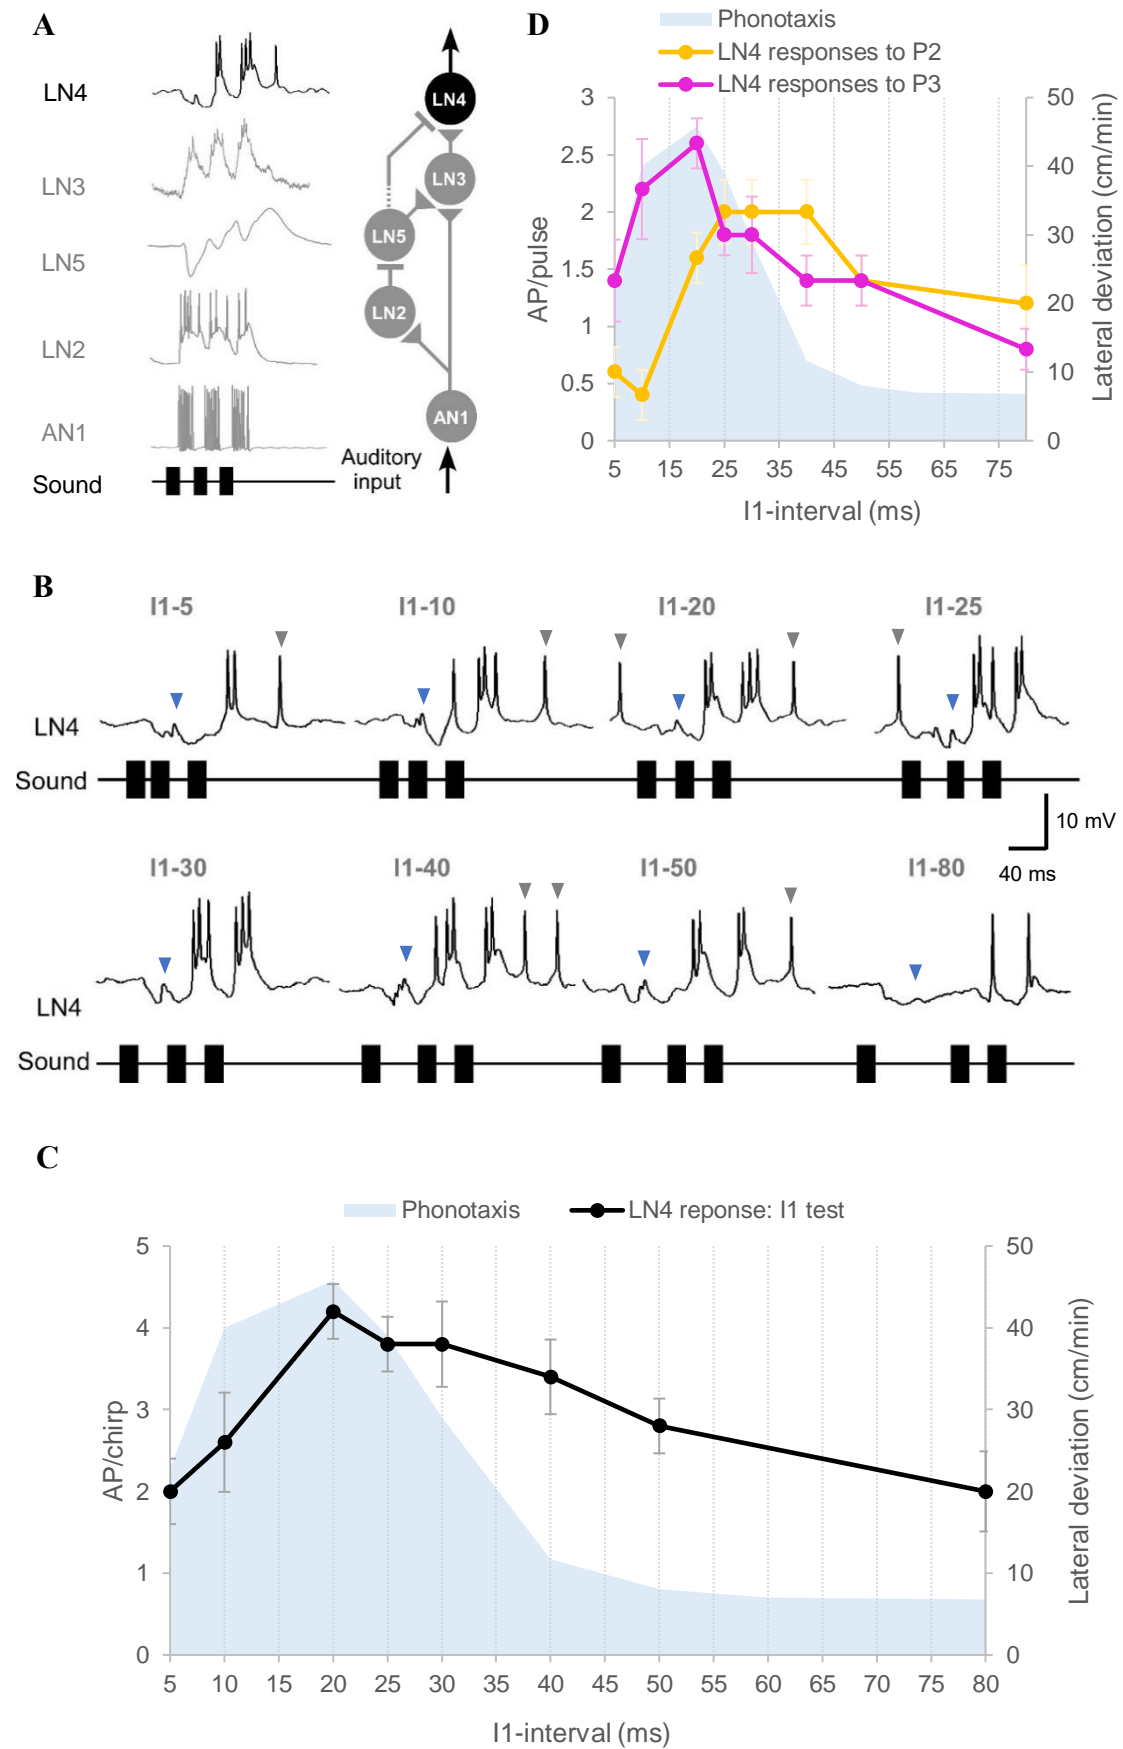 A
LN4
LN3
LN5
LN2
AN1
Sound
LN4
LN3
LN5
LN2
AN1
Auditory
input
D
Phonotaxis
LN4 responses to P2
LN4 responses to P3
3
2.5
2
1.5
1
0.5
0
AP/pulse
50
40
30
20
10
0
Lateral deviation (cm/min)
5 15 25 35 45 55 65 75
I1-interval (ms)
B
I1-5 I1-10 I1-20 I1-25
LN4
Sound
10 mV
40 ms
I1-30 I1-40 I1-50 I1-80
LN4
Sound
C
Phonotaxis LN4 reponse: I1 test
5
4
3
2
1
0
AP/chirp
50
40
30
20
10
0
Lateral deviation (cm/min)
5 10 15 20 25 30 35 40 45 50 55 60 65 70 75 80
I1-interval (ms)